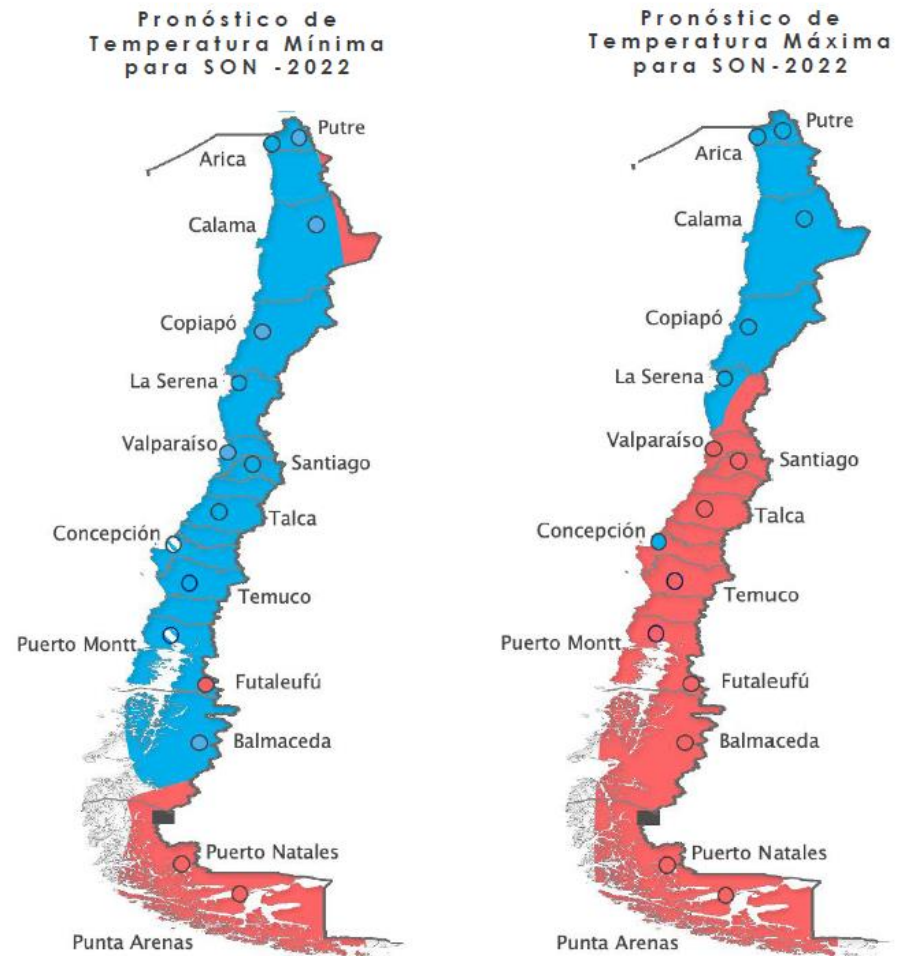 Pronóstico de
Temperatura Mínima
para SON -2022
Putre
Arica
Calama
Copiapó
La Serena
Valparaíso
Santiago
Talca
Concepción
Temuco
Puerto Montt
Futaleufú
Balmaceda
Puerto Natales
Punta Arenas
Pronóstico de
Temperatura Máxima
para SON-2022
Putre
Arica
Calama
Copiapó
La Serena
Valparaíso
Santiago
Talca
Concepción
Temuco
Puerto Montt
Futaleufú
Balmaceda
Puerto Natales
Punta Arenas